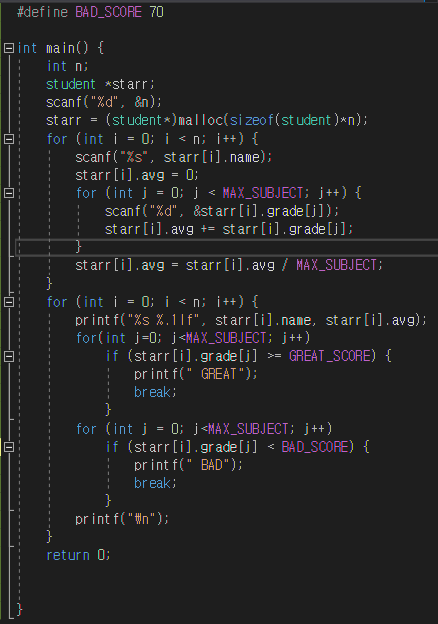 #define BAD_SCORE 70
int main() {
int n;
student *starr;
scanf("%d", &n);
starr = (student*)malloc(sizeof(student)*n);
for (int i = 0; i < n; i++) {
scanf("%s", starr[i].name);
starr[i].avg = 0;
for (int j = 0; j < MAX_SUBJECT; j++) {
scanf("%d", &starr[i].grade[j]);
starr[i].avg += starr[i].grade[j];
}
starr[i].avg = starr[i].avg / MAX_SUBJECT;
}
for (int i = 0; i < n; i++) {
printf("%s %.1lf", starr[i].name, starr[i].avg);
for(int j=0; j<MAX_SUBJECT; j++)
if (starr[i].grade[j] >= GREAT_SCORE) {
printf(" GREAT");
break;
}
for (int j = 0; j<MAX_SUBJECT; j++)
if (starr[i].grade[j] < BAD_SCORE) {
printf(" BAD");
break;
}
printf("₩n");
}
return 0;
}